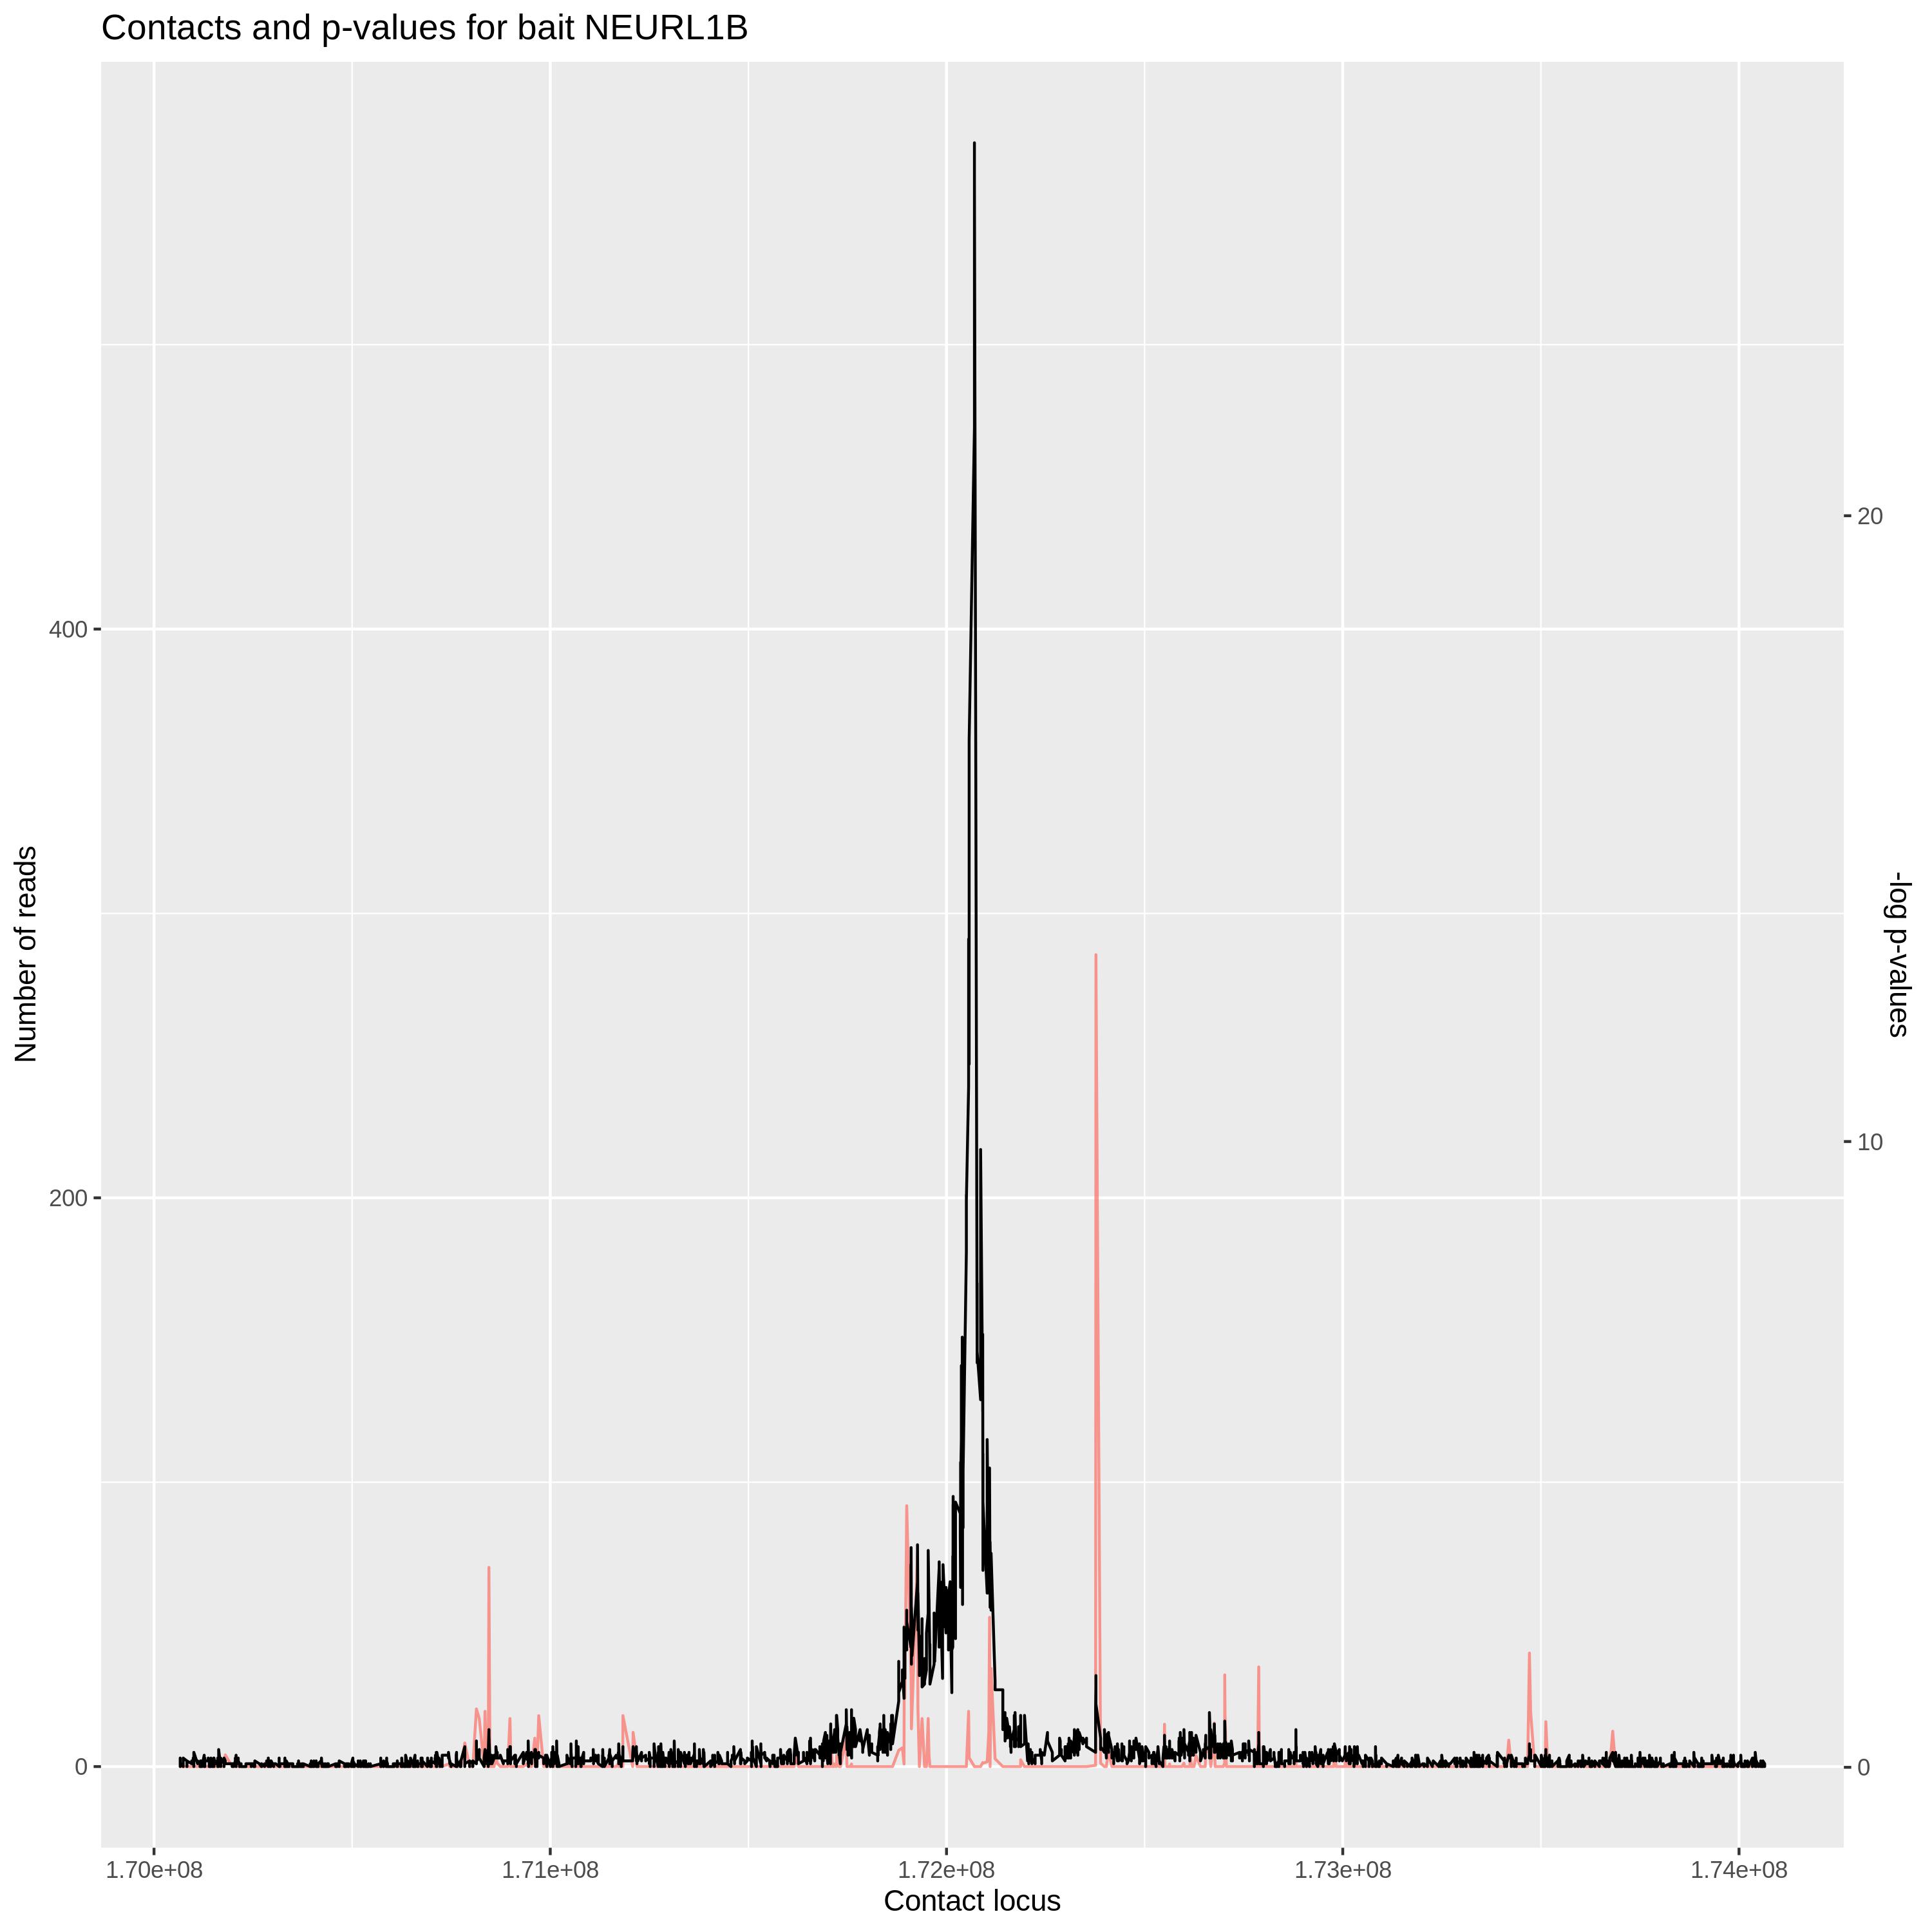 Contacts and p-values for bait NEURL1B
Number of reads
400
200
0
20
10
0
-log p-values
1.70e+08
1.71e+08
1.72e+08
1.73e+08
1.74e+08
Contact locus